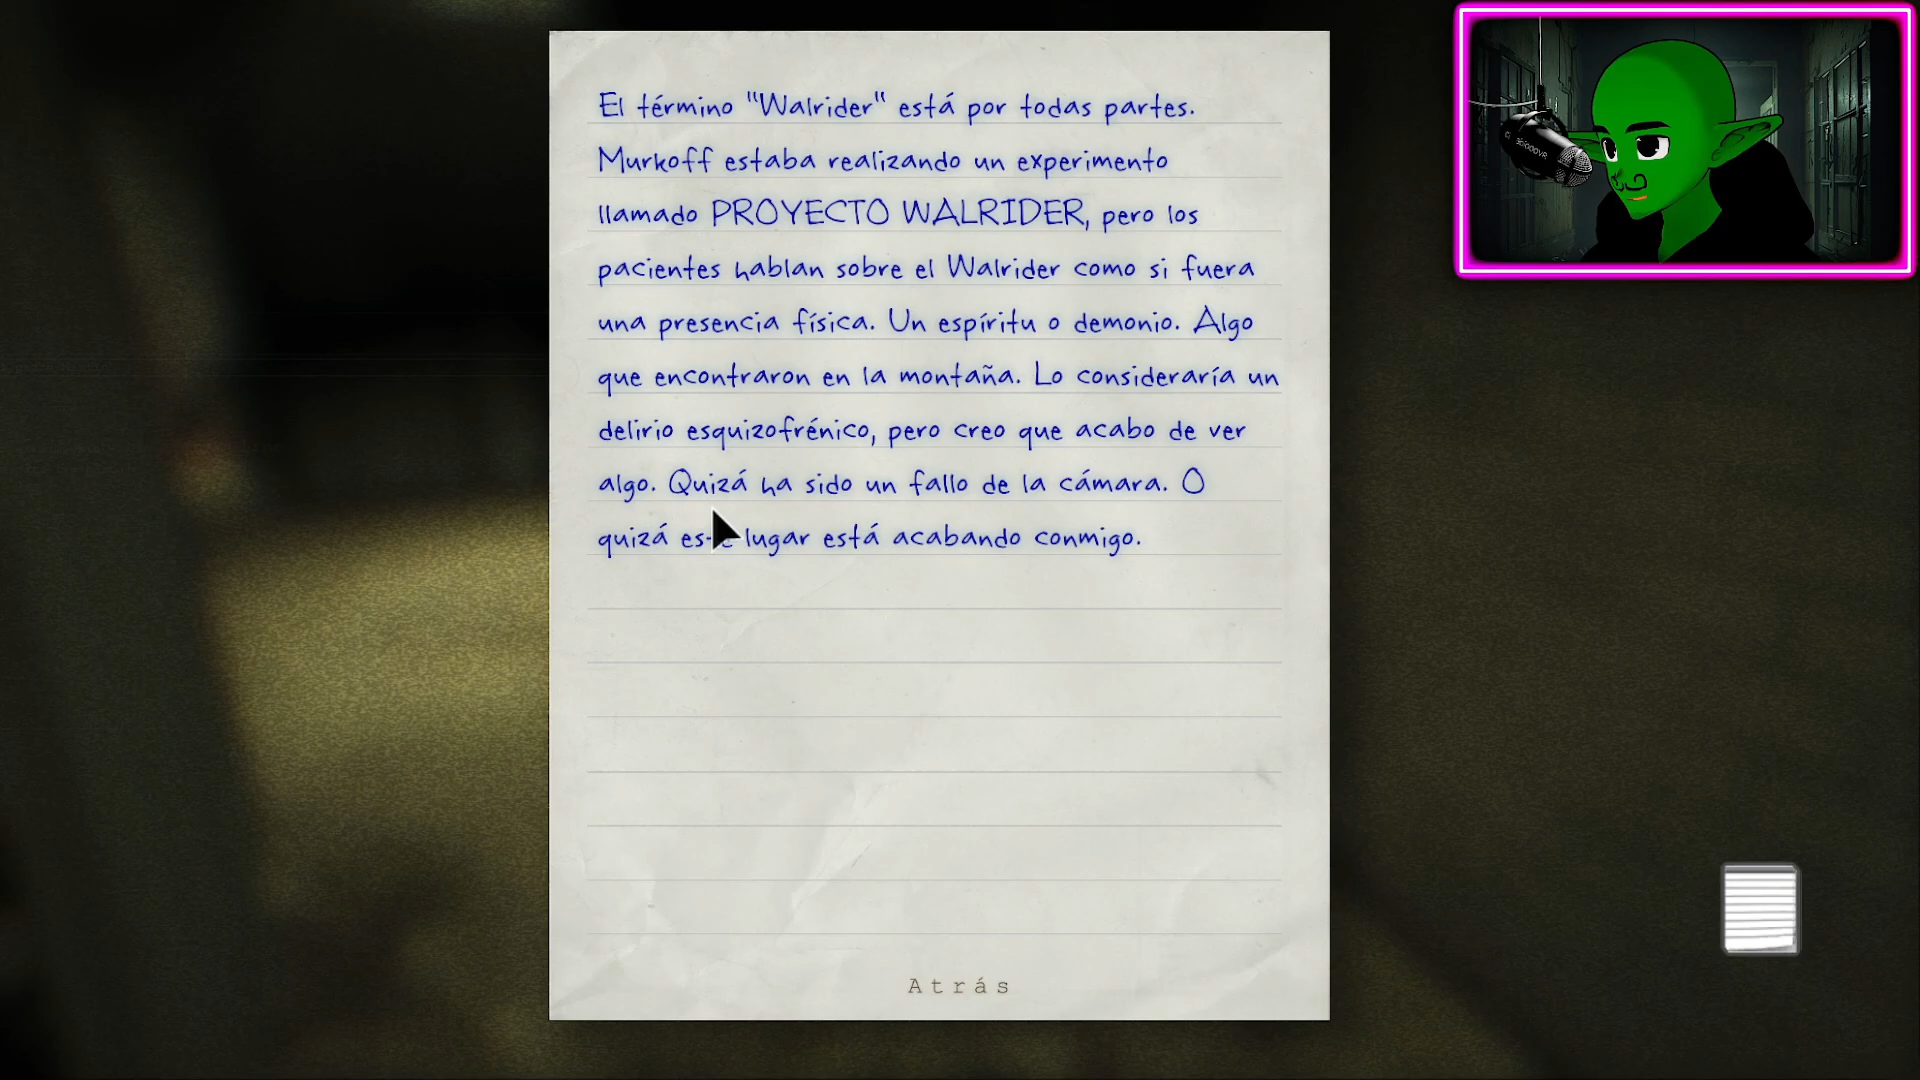 El término "Walrider" está por todas partes.
Murkoff estaba realizando un experimento
llamado PROYECTO WALRIDER, pero los
pacientes hablan sobre el Walrider como si fuera
una presencia física. Un espíritu o demonio. Algo
que encontraron en la montaña. Lo consideraría un
delirio esquizofrénico, pero creo que acabo de ver
algo. Quizá ha sido un fallo de la cámara. O
quizá este lugar está acabando conmigo.
Atrás